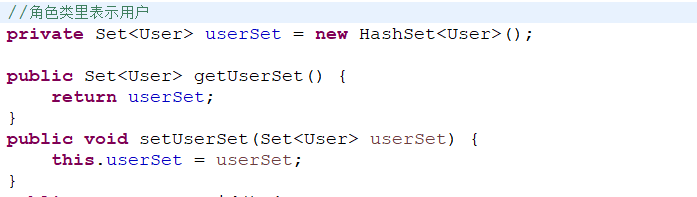 //角色类里表示用户
private Set<User> userSet = new HashSet<User>();
public Set<User> getUserSet() {
return userSet;
}
public void setUserSet(Set<User> userSet) {
this.userSet = userSet;
}